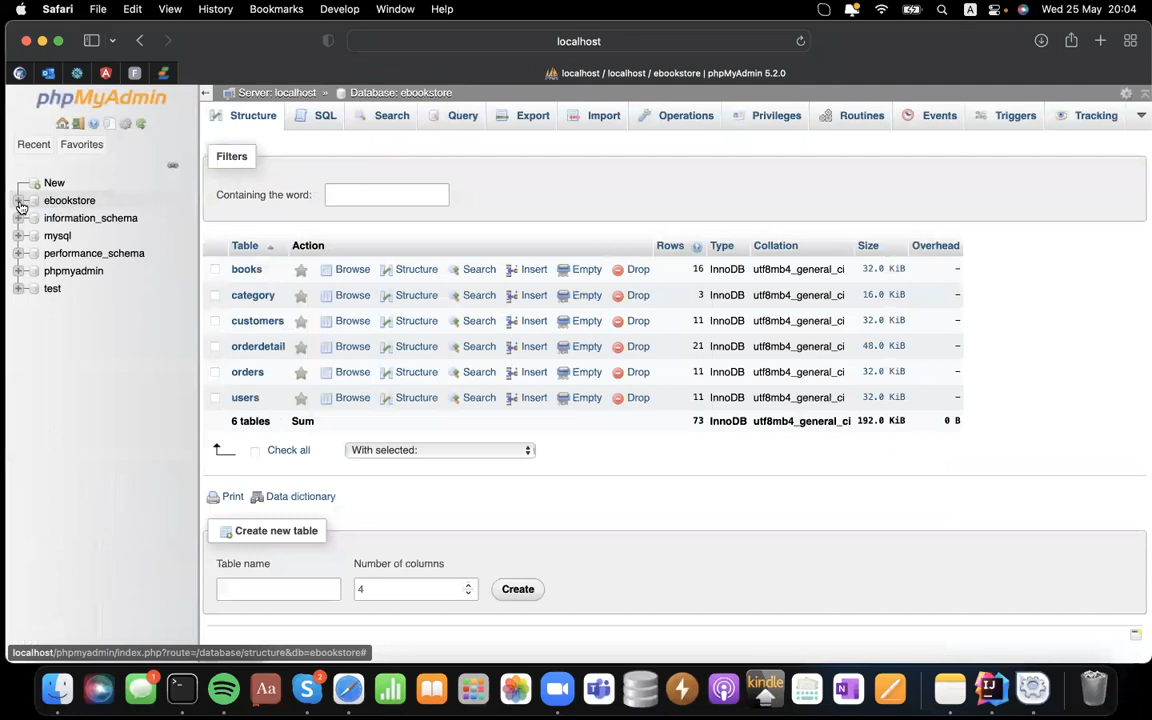 Safari File Edit View History Bookmarks Develop Window Help A Wed 25 May 20:04
localhost
A F
localhost / localhost / ebookstore | phpMyAdmin 5.2.0
phpMyAdmin
Server: localhost » Database: ebookstore
Structure SQL Search Query Export Import Operations Privileges Routines Events Triggers Tracking
Recent Favorites
Filters
New
Containing the word:
ebookstore
information_schema
mysql
performance_schema
phpmyadmin
test
Table Action Rows Type Collation Size Overhead
books Browse Structure Search Insert Empty Drop 16 InnoDB utf8mb4_general_ci 32.0 KiB –
category Browse Structure Search Insert Empty Drop 3 InnoDB utf8mb4_general_ci 16.0 KiB –
customers Browse Structure Search Insert Empty Drop 11 InnoDB utf8mb4_general_ci 32.0 KiB –
orderdetail Browse Structure Search Insert Empty Drop 21 InnoDB utf8mb4_general_ci 48.0 KiB –
orders Browse Structure Search Insert Empty Drop 11 InnoDB utf8mb4_general_ci 32.0 KiB –
users Browse Structure Search Insert Empty Drop 11 InnoDB utf8mb4_general_ci 32.0 KiB –
6 tables Sum 73 InnoDB utf8mb4_general_ci 192.0 KiB 0 B
Check all With selected:
Print Data dictionary
Create new table
Table name Number of columns
4 Create
localhost/phpmyadmin/index.php?route=/database/structure&db=ebookstore#
1 Aa 2 kindle N IJ